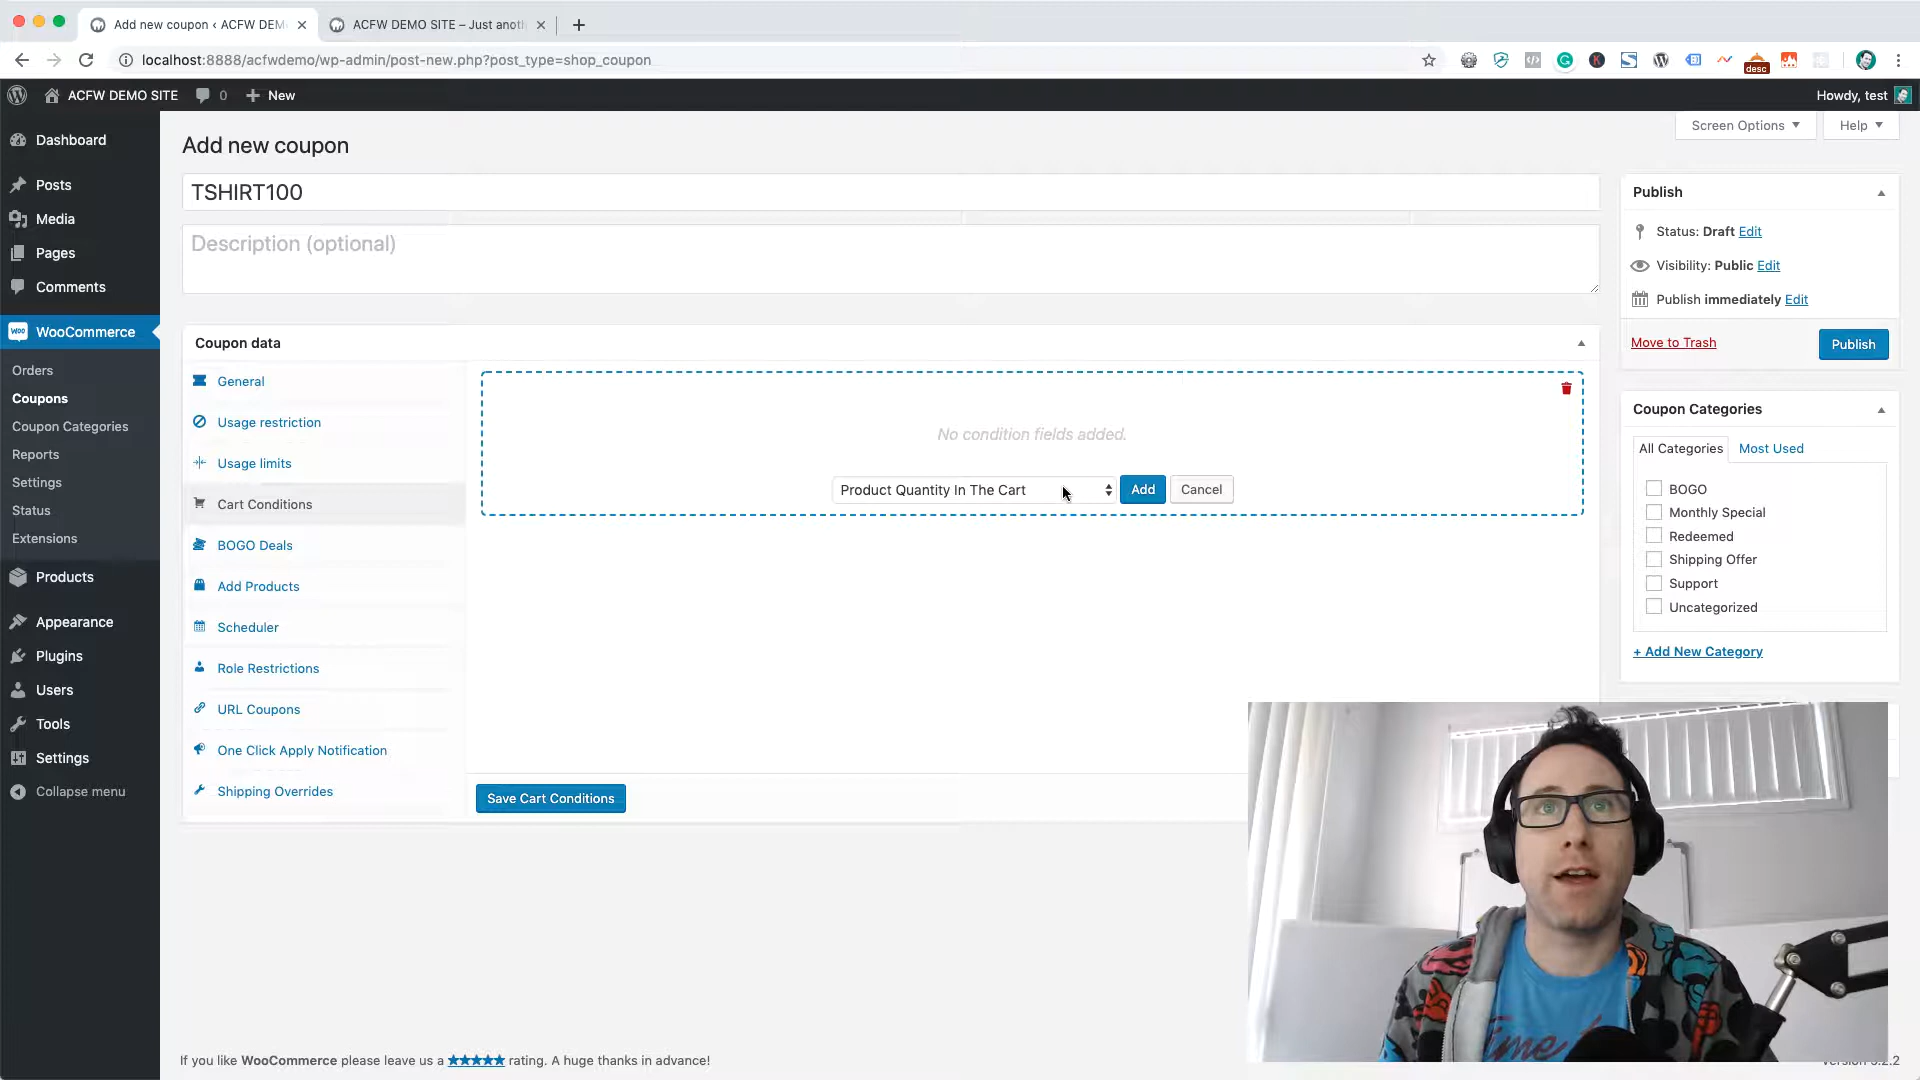 Add new coupon ‹ ACFW DEM
ACFW DEMO SITE – Just anoth
localhost:8888/acfwdemo/wp-admin/post-new.php?post_type=shop_coupon
desc
ACFW DEMO SITE
0
New
Howdy, test
Screen Options
Help
Dashboard
Posts
Media
Pages
Comments
WooCommerce
Orders
Coupons
Coupon Categories
Reports
Settings
Status
Extensions
Products
Appearance
Plugins
Users
Tools
Settings
Collapse menu
Add new coupon
TSHIRT100
Description (optional)
Coupon data
General
Usage restriction
Usage limits
Cart Conditions
BOGO Deals
Add Products
Scheduler
Role Restrictions
URL Coupons
One Click Apply Notification
Shipping Overrides
No condition fields added.
Product Quantity In The Cart
Add
Cancel
Save Cart Conditions
Publish
Status: Draft Edit
Visibility: Public Edit
Publish immediately Edit
Move to Trash
Publish
Coupon Categories
All Categories
Most Used
BOGO
Monthly Special
Redeemed
Shipping Offer
Support
Uncategorized
+ Add New Category
If you like WooCommerce please leave us a ★★★★★ rating. A huge thanks in advance!